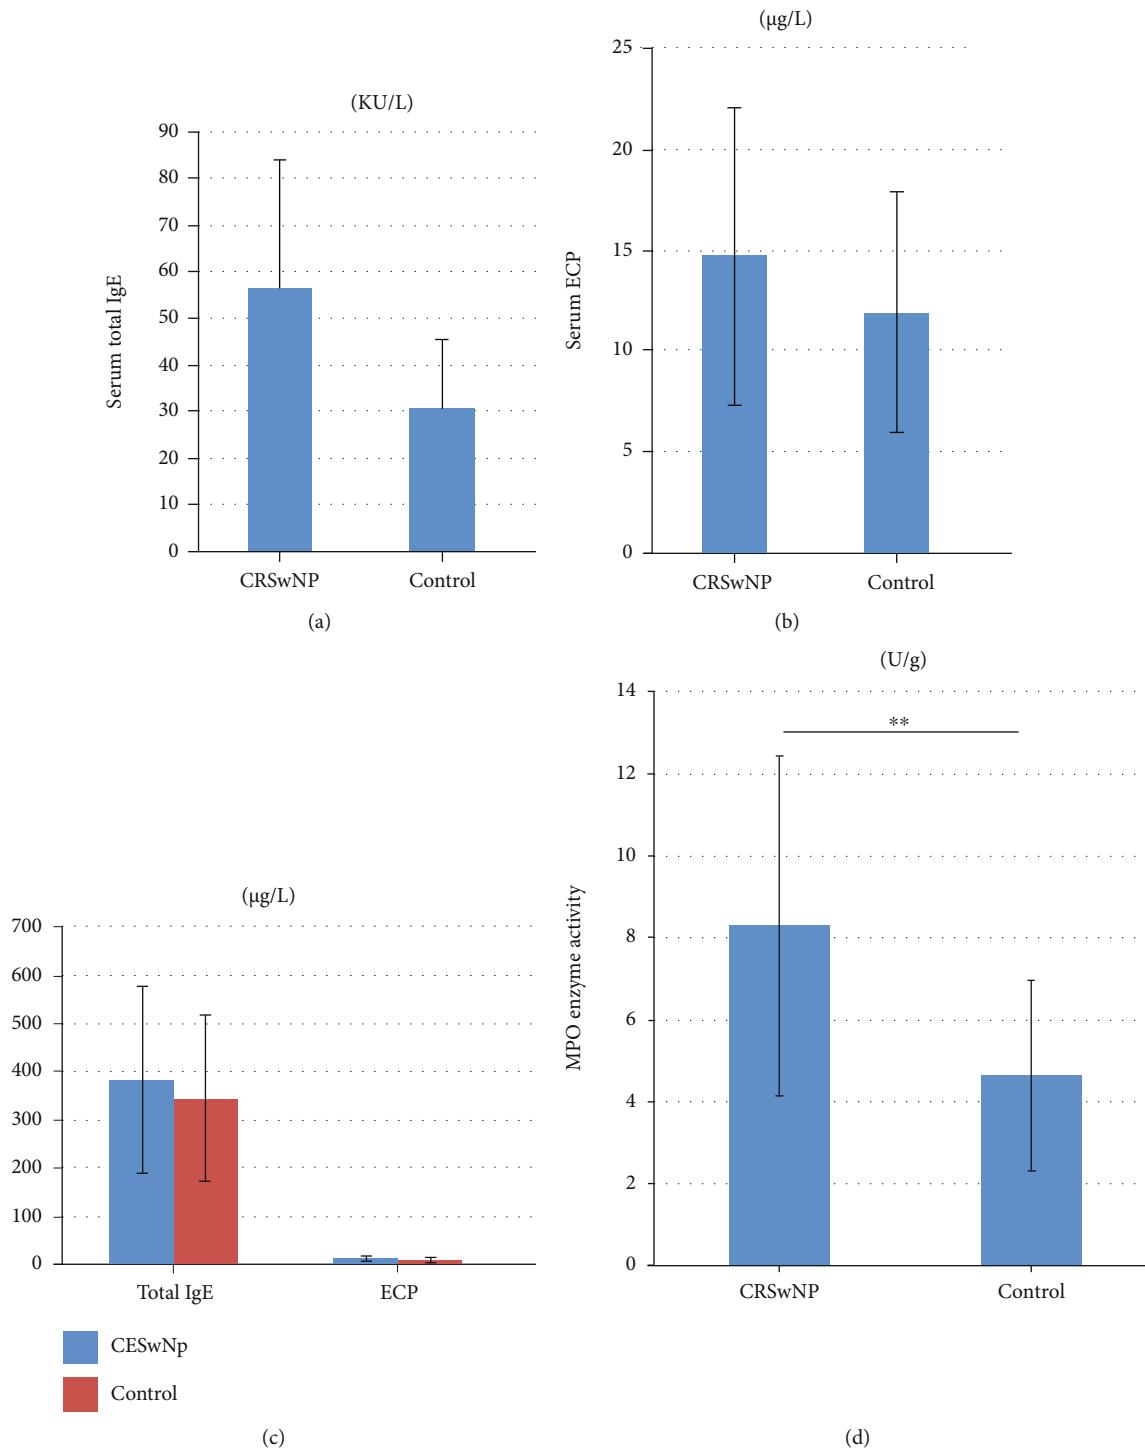 (KU/L)
Serum total IgE
90
80
70
60
50
40
30
20
10
0
CRSwNP Control
(a)
(µg/L)
Serum ECP
25
20
15
10
5
0
CRSwNP Control
(b)
(µg/L)
700
600
500
400
300
200
100
0
Total IgE ECP
CESwNp
Control
(c)
(U/g)
MPO enzyme activity
14
12
10
8
6
4
2
0
**
CRSwNP Control
(d)